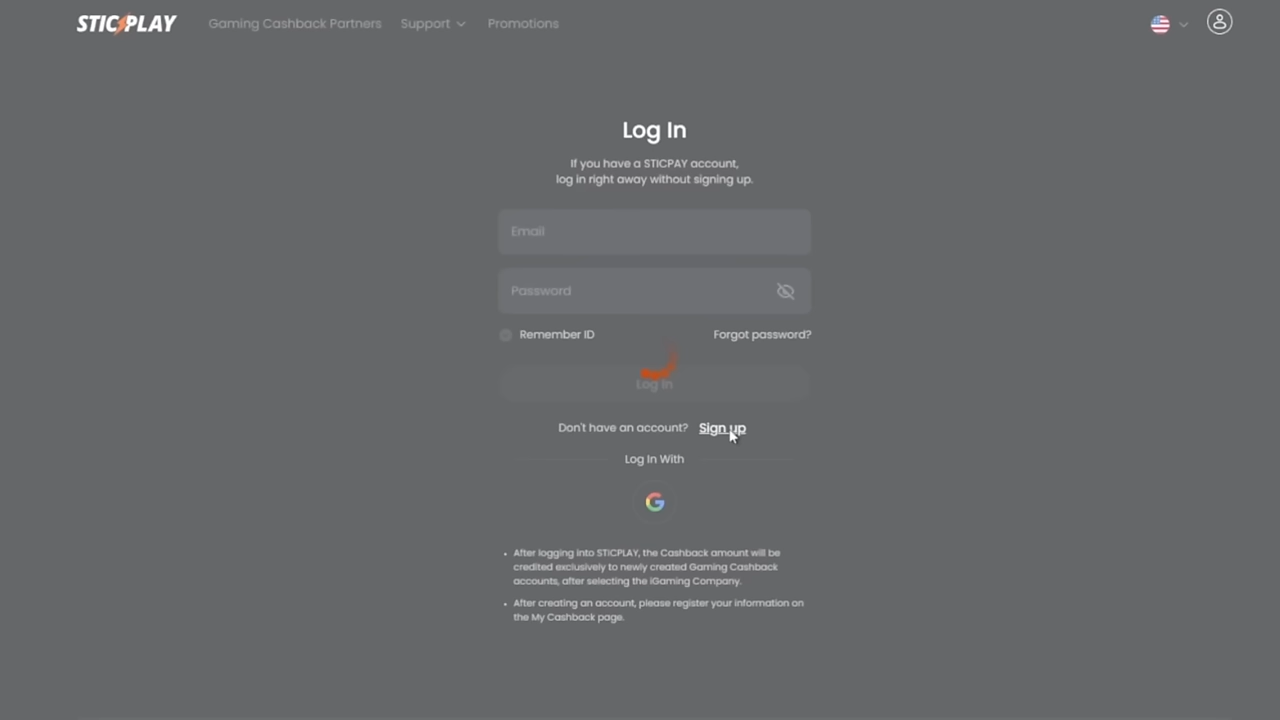 STICPLAY Gaming Cashback Partners Support Promotions
Log In
If you have a STICPAY account,
log in right away without signing up.
Email
Password
Remember ID Forgot password?
Log In
Don't have an account? Sign up
Log In With
• After logging into STICPLAY, the Cashback amount will be
credited exclusively to newly created Gaming Cashback
accounts, after selecting the iGaming Company.
• After creating an account, please register your information on
the My Cashback page.